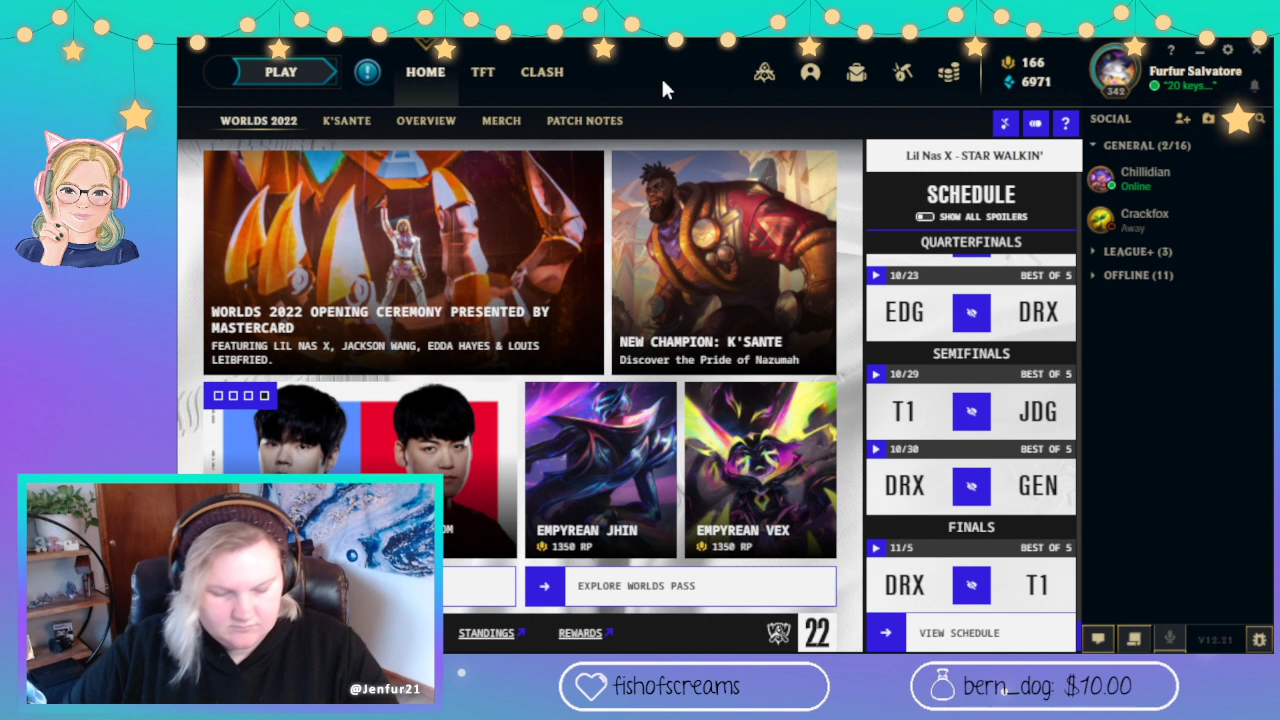 PLAY
HOME
TFT
CLASH
166
6971
342
Furfur Salvatore
"20 keys..."
WORLDS 2022
K'SANTE
OVERVIEW
MERCH
PATCH NOTES
?
SOCIAL
GENERAL (2/16)
Chillidian
Online
Crackfox
Away
LEAGUE+ (3)
OFFLINE (11)
WORLDS 2022 OPENING CEREMONY PRESENTED BY
MASTERCARD
FEATURING LIL NAS X, JACKSON WANG, EDDA HAYES & LOUIS
LEIBFRIED.
NEW CHAMPION: K'SANTE
Discover the Pride of Nazumah
EMPYREAN JHIN
1350 RP
EMPYREAN VEX
1350 RP
EXPLORE WORLDS PASS
STANDINGS
REWARDS
22
Lil Nas X - STAR WALKIN'
SCHEDULE
SHOW ALL SPOILERS
QUARTERFINALS
10/23 BEST OF 5
EDG DRX
SEMIFINALS
10/29 BEST OF 5
T1 JDG
10/30 BEST OF 5
DRX GEN
FINALS
11/5 BEST OF 5
DRX T1
VIEW SCHEDULE
V12.21
@Jenfur21
fishofscreams
bern_dog: $10.00